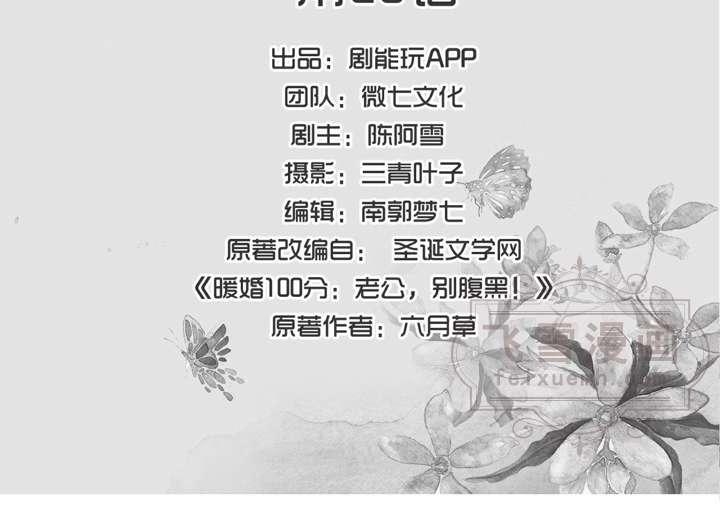 出品：剧能玩APP
团队：微七文化
剧主：陈阿雪
摄影：三青叶子
编辑：南郭梦七
原著改编自： 圣诞文学网
《暖婚100分：老公，别腹黑！》
原著作者：六月草
飞雪漫画
feixuemh.com